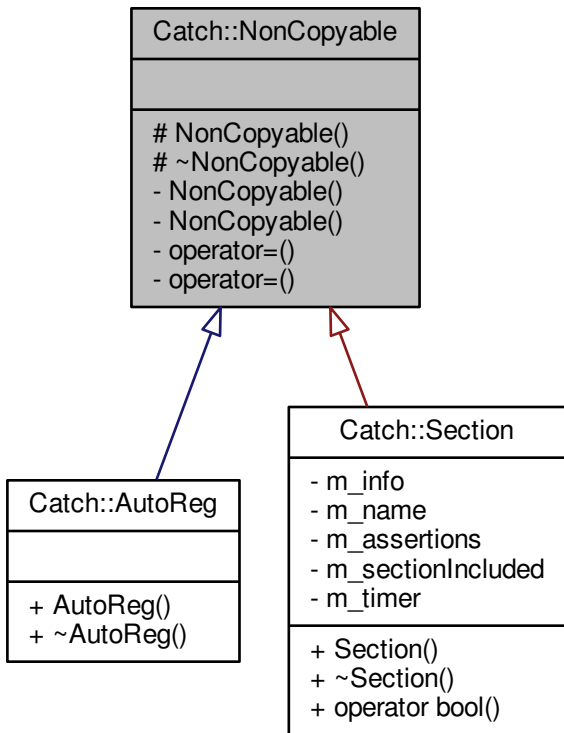 Catch::NonCopyable
# NonCopyable()
# ~NonCopyable()
- NonCopyable()
- NonCopyable()
- operator=()
- operator=()
Catch::AutoReg
+ AutoReg()
+ ~AutoReg()
Catch::Section
- m_info
- m_name
- m_assertions
- m_sectionIncluded
- m_timer
+ Section()
+ ~Section()
+ operator bool()